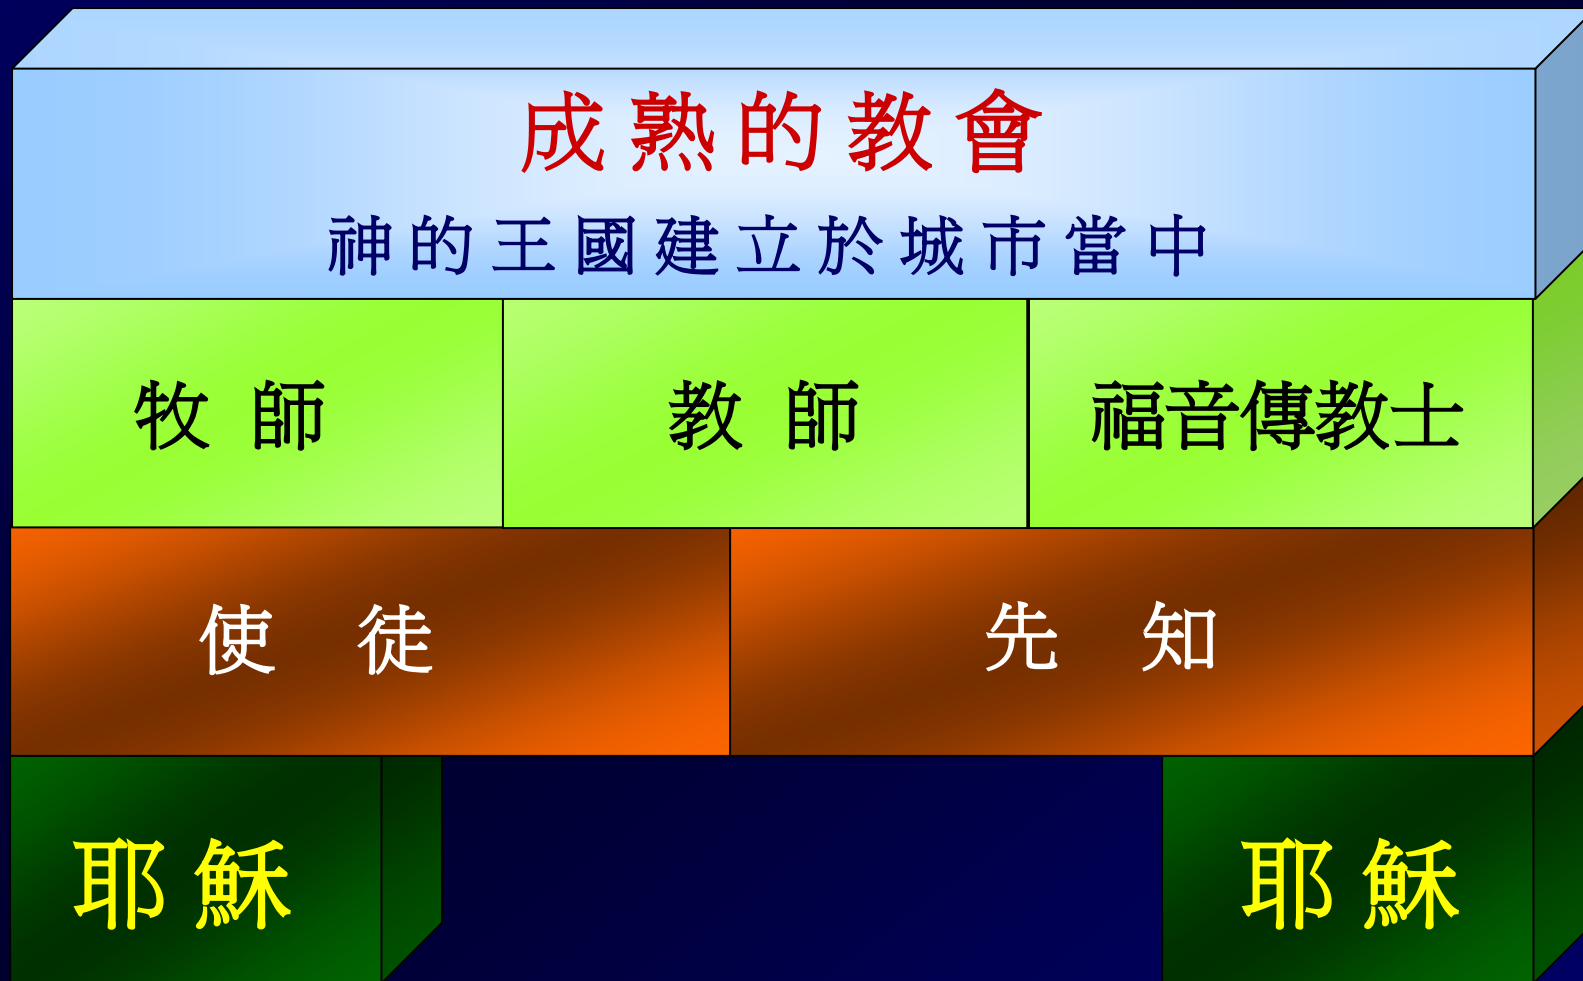 成熟的教會
神的王國建立於城市當中
牧師 教師 福音傳教士
使徒 先知
耶穌 耶穌